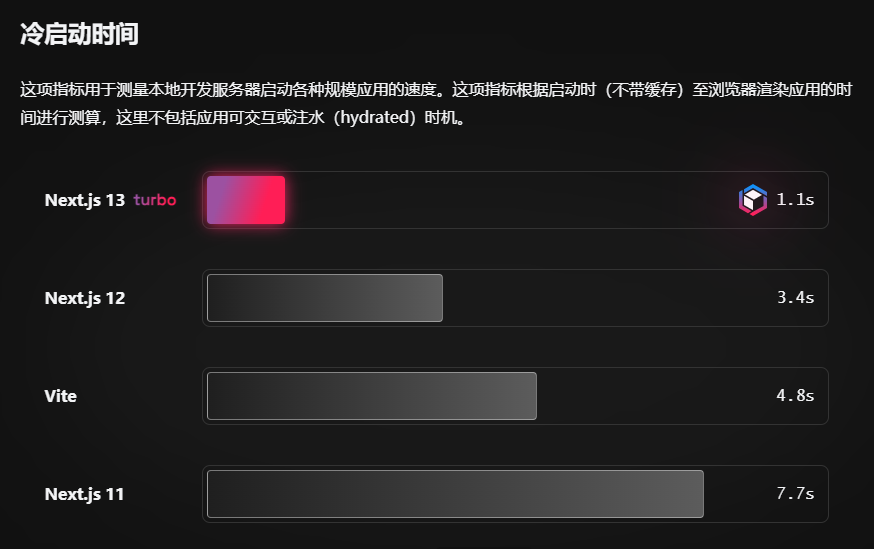 冷启动时间
这项指标用于测量本地开发服务器启动各种规模应用的速度。这项指标根据启动时（不带缓存）至浏览器渲染应用的时
间进行测算，这里不包括应用可交互或注水（hydrated）时机。
Next.js 13 turbo 1.1s
Next.js 12 3.4s
Vite 4.8s
Next.js 11 7.7s